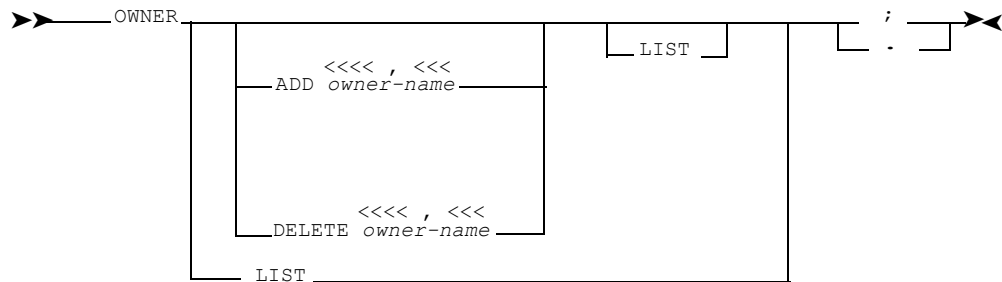 OWNER ;
LIST .
<<<< , <<<
ADD owner-name
<<<< , <<<
DELETE owner-name
LIST